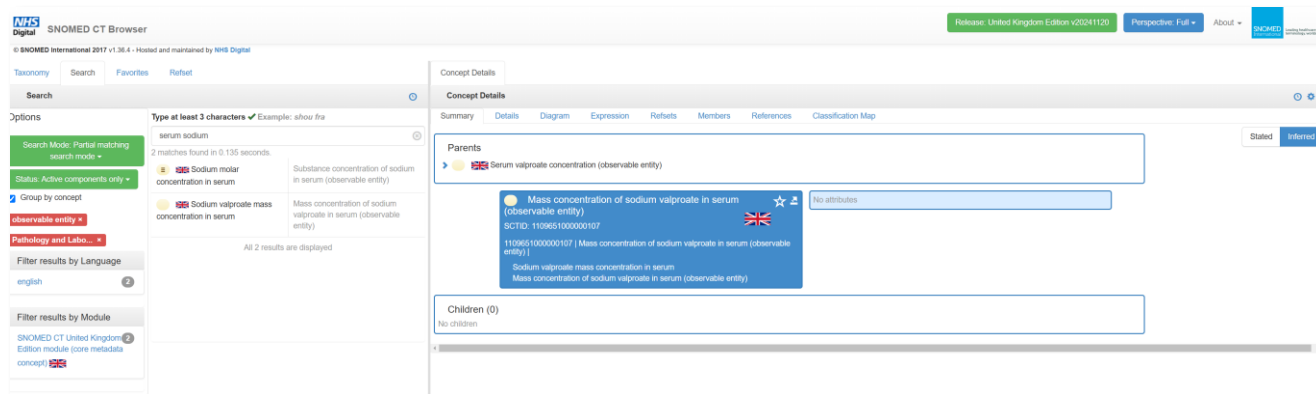 NHS
Digital
SNOMED CT Browser
Release: United Kingdom Edition v20241120
Perspective: Full
About
SNOMED
International
© SNOMED International 2017 v1.36.4 - Hosted and maintained by NHS Digital
Taxonomy
Search
Favorites
Refset
Search
Options
Search Mode: Partial matching
search mode
Status: Active components only
Group by concept
observable entity ×
Pathology and Labo... ×
Filter results by Language
english
2
Filter results by Module
SNOMED CT United Kingdom 2
Edition module (core metadata
concept)
Type at least 3 characters ✔ Example: shou fra
serum sodium
2 matches found in 0.135 seconds.
Sodium molar
concentration in serum
Substance concentration of sodium
in serum (observable entity)
Sodium valproate mass
concentration in serum
Mass concentration of sodium
valproate in serum (observable
entity)
All 2 results are displayed
Concept Details
Concept Details
Summary
Details
Diagram
Expression
Refsets
Members
References
Classification Map
Stated
Inferred
Parents
Serum valproate concentration (observable entity)
Mass concentration of sodium valproate in serum
(observable entity)
SCTID: 1109651000000107
1109651000000107 | Mass concentration of sodium valproate in serum (observable
entity) |
Sodium valproate mass concentration in serum
Mass concentration of sodium valproate in serum (observable entity)
No attributes
Children (0)
No children